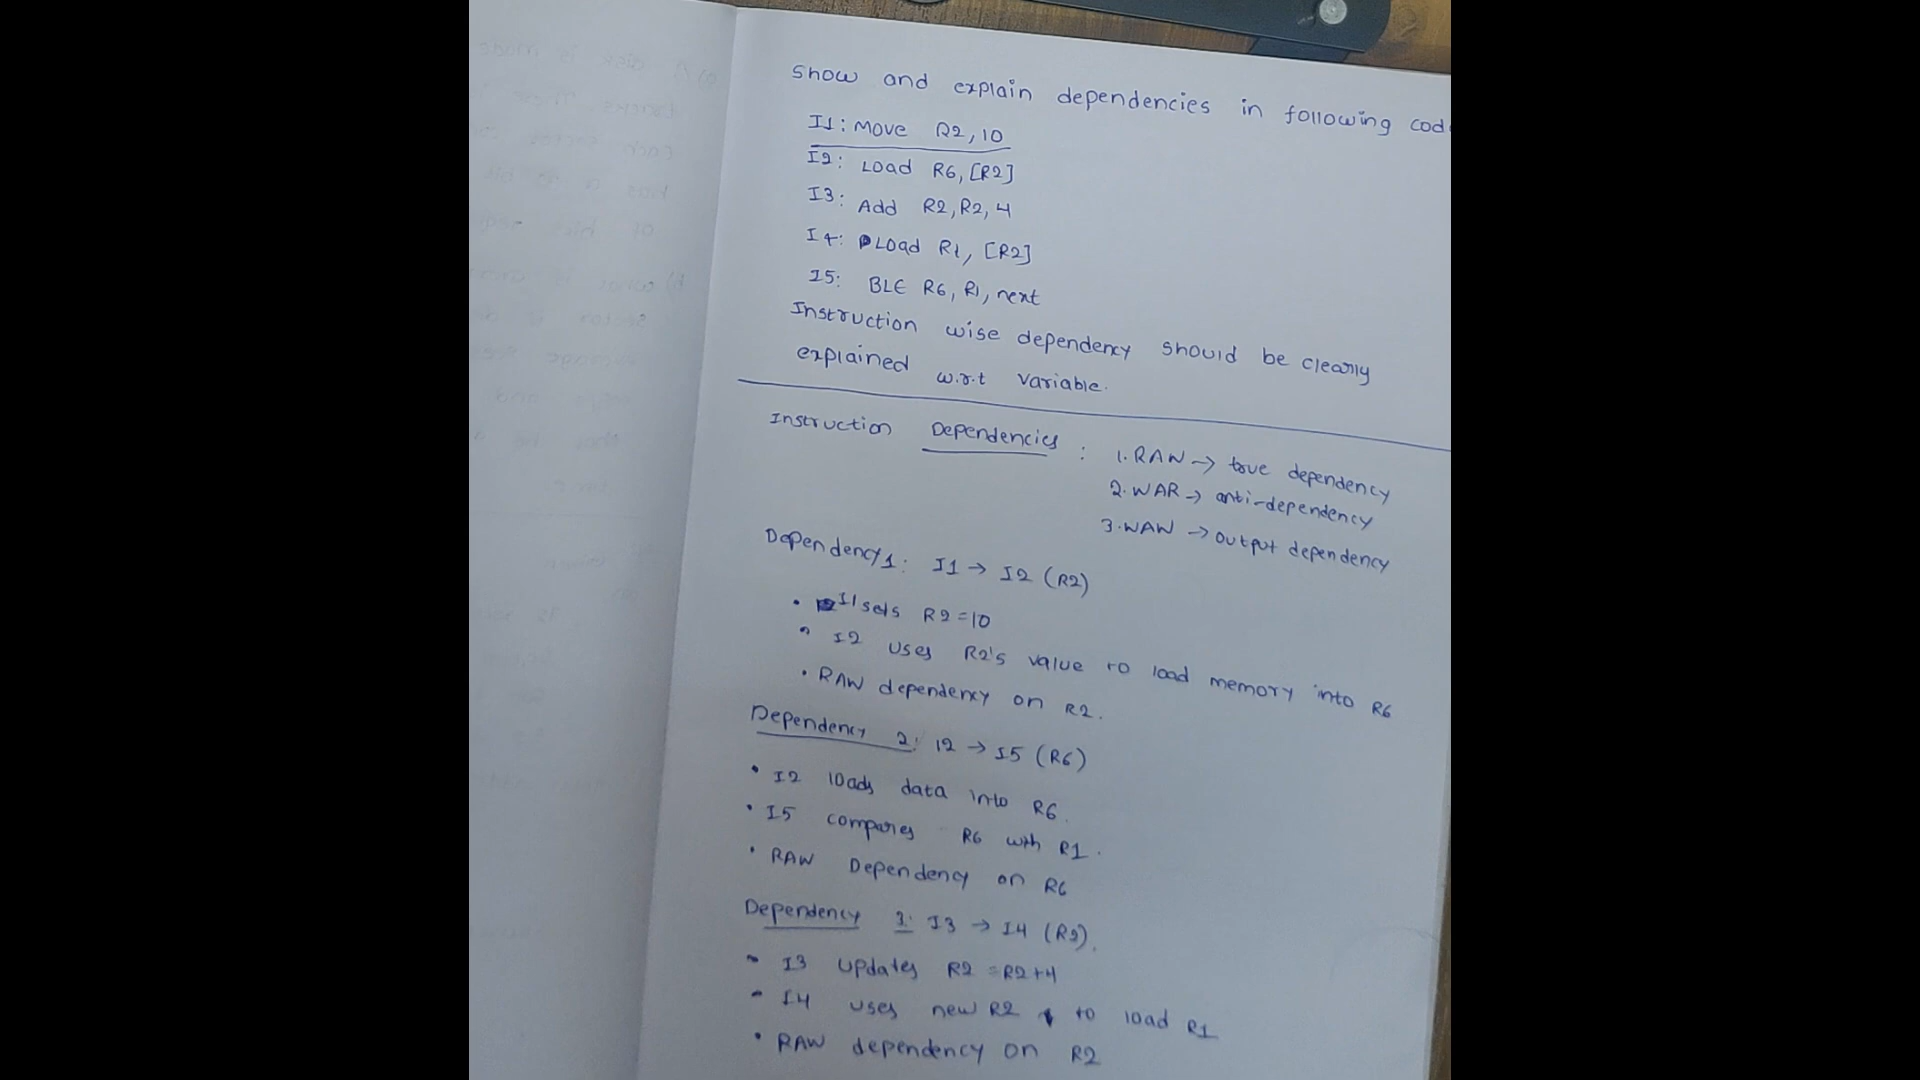 Show and explain dependencies in following cod
I1: Move R2, 10
I2: Load R6, [R2]
I3: Add R2, R2, 4
I4: Load R1, [R2]
I5: BLE R6, R1, next
Instruction wise dependency should be clearly
explained w.r.t variable.
Instruction Dependencies : 1. RAW → true dependency
2. WAR → anti-dependency
3. WAW → output dependency
Dependency 1: I1 → I2 (R2)
• I1 sets R2 = 10
• I2 uses R2's value to load memory into R6
• RAW dependency on R2.
Dependency 2: I2 → I5 (R6)
• I2 loads data into R6.
• I5 compares R6 with R1.
• RAW Dependency on R6
Dependency 3: I3 → I4 (R2).
• I3 updates R2 = R2+4
• I4 uses new R2 to load R1
• RAW dependency on R2